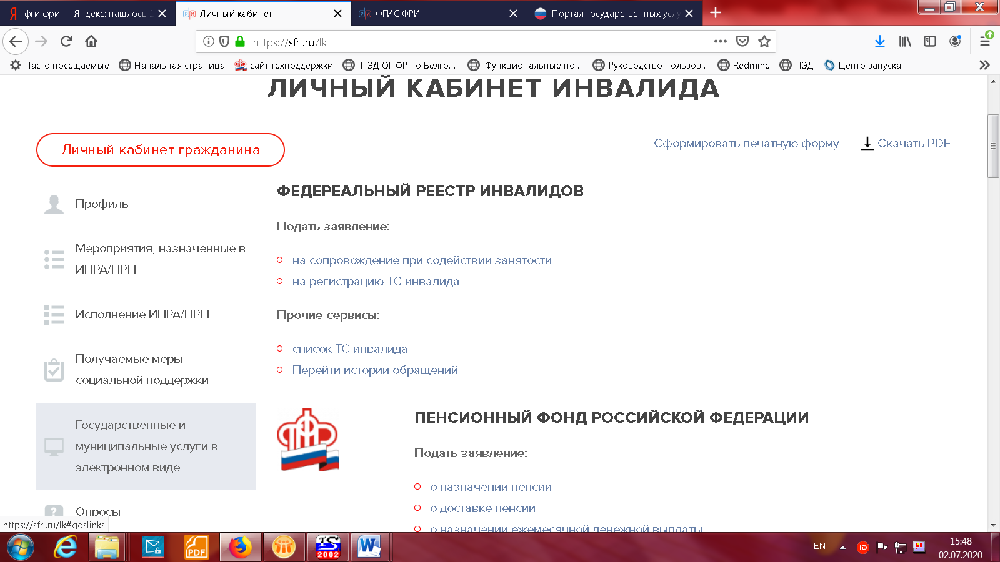 фги фри — Яндекс: нашлось 1
Личный кабинет
ФГИС ФРИ
Портал государственных услу
https://sfri.ru/lk
Часто посещаемые
Начальная страница
сайт техподдержки
ПЭД ОПФР по Белго...
Функциональные по...
Руководство пользов...
Redmine
ПЭД
Центр запуска
ЛИЧНЫЙ КАБИНЕТ ИНВАЛИДА
Личный кабинет гражданина
Сформировать печатную форму
Скачать PDF
Профиль
Мероприятия, назначенные в
ИПРА/ПРП
Исполнение ИПРА/ПРП
Получаемые меры
социальной поддержки
Государственные и
муниципальные услуги в
электронном виде
Опросы
ФЕДЕРЕАЛЬНЫЙ РЕЕСТР ИНВАЛИДОВ
Подать заявление:
на сопровождение при содействии занятости
на регистрацию ТС инвалида
Прочие сервисы:
список ТС инвалида
Перейти истории обращений
ПЕНСИОННЫЙ ФОНД РОССИЙСКОЙ ФЕДЕРАЦИИ
Подать заявление:
о назначении пенсии
о доставке пенсии
о назначении ежемесячной денежной выплаты
https://sfri.ru/lk#goslinks
PDF
IS
2002
EN
15:48
02.07.2020